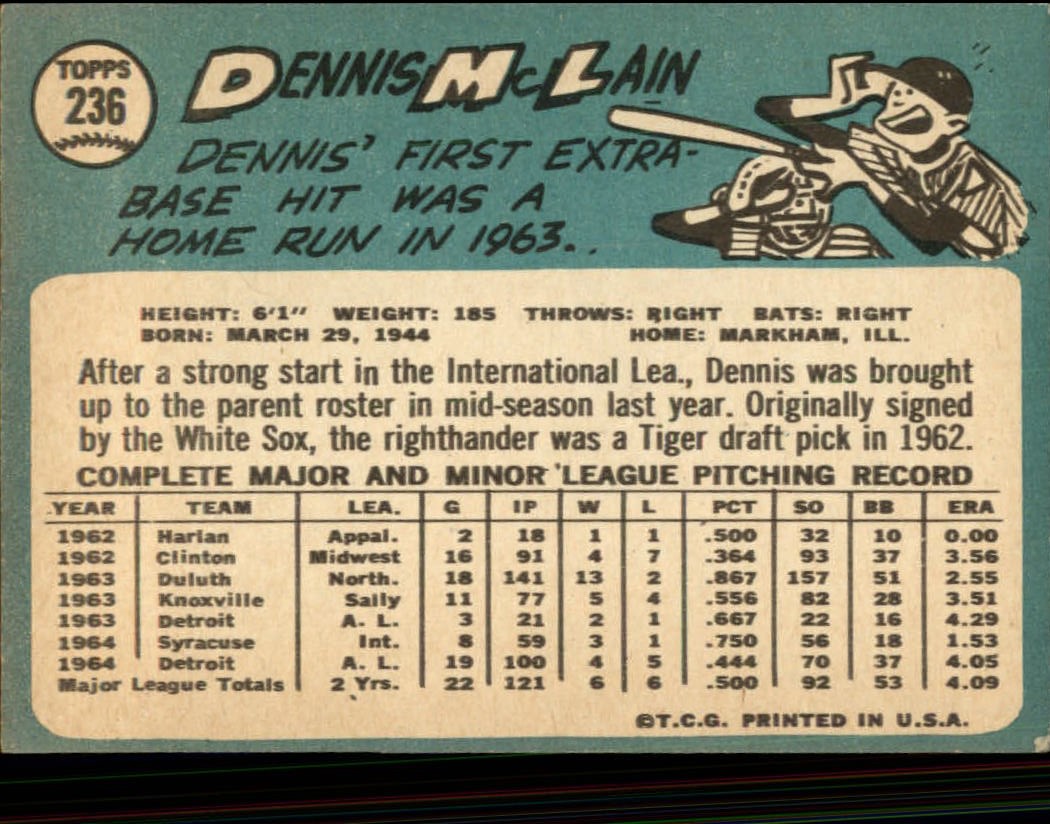 TOPPS
236
DENNIS McLAIN
DENNIS' FIRST EXTRA-
BASE HIT WAS A
HOME RUN IN 1963..
HEIGHT: 6'1" WEIGHT: 185 THROWS: RIGHT BATS: RIGHT
BORN: MARCH 29, 1944 HOME: MARKHAM, ILL.
After a strong start in the International Lea., Dennis was brought
up to the parent roster in mid-season last year. Originally signed
by the White Sox, the righthander was a Tiger draft pick in 1962.
COMPLETE MAJOR AND MINOR LEAGUE PITCHING RECORD
YEAR TEAM LEA. G IP W L PCT SO BB ERA
1962 Harlan Appal. 2 18 1 1 .500 32 10 0.00
1962 Clinton Midwest 16 91 4 7 .364 93 37 3.56
1963 Duluth North. 18 141 13 2 .867 157 51 2.55
1963 Knoxville Sally 11 77 5 4 .556 82 28 3.51
1963 Detroit A. L. 3 21 2 1 .667 22 16 4.29
1964 Syracuse Int. 8 59 3 1 .750 56 18 1.53
1964 Detroit A. L. 19 100 4 5 .444 70 37 4.05
Major League Totals 2 Yrs. 22 121 6 6 .500 92 53 4.09
©T.C.G. PRINTED IN U.S.A.